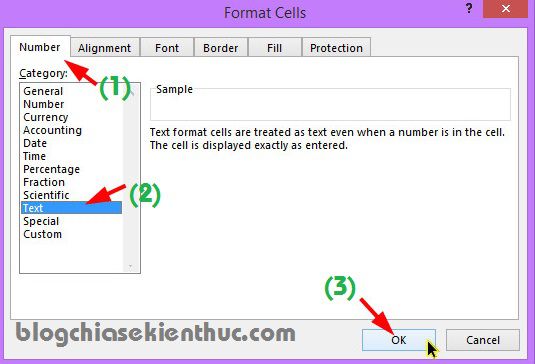 Format Cells
?
Number Alignment Font Border Fill Protection
Category:
General
Number
Currency
Accounting
Date
Time
Percentage
Fraction
Scientific
Text
Special
Custom
(1)
(2)
Sample
Text format cells are treated as text even when a number is in the cell.
The cell is displayed exactly as entered.
(3)
blogchiasekienthuc.com
OK Cancel